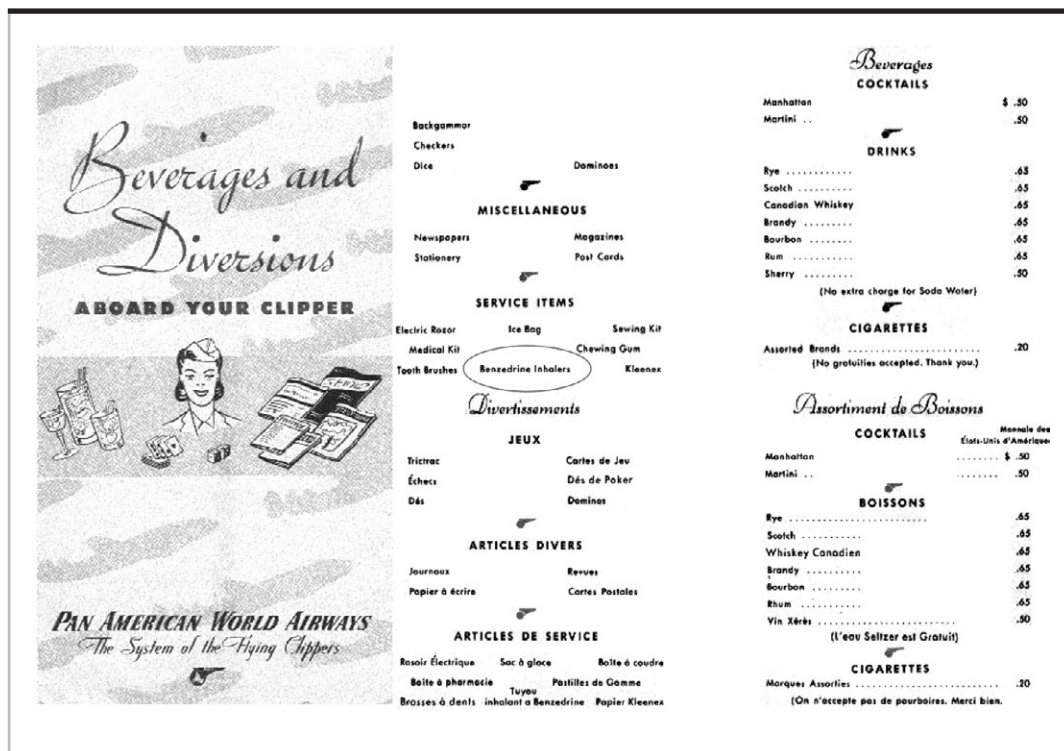 Beverages and
Diversions
ABOARD YOUR CLIPPER
PAN AMERICAN WORLD AIRWAYS
The System of the Flying Clippers
Backgammor
Checkers
Dice Dominoes
MISCELLANEOUS
Newspapers Magazines
Stationery Post Cards
SERVICE ITEMS
Electric Razor Ice Bag Sewing Kit
Medical Kit Chewing Gum
Tooth Brushes Benzedrine Inhalers Kleenex
Divertissements
JEUX
Trictrac Cartes de Jeu
Échecs Dés de Poker
Dés Dominos
ARTICLES DIVERS
Journaux Revues
Papier à écrire Cartes Postales
ARTICLES DE SERVICE
Rasoir Électrique Sac à glace Boîte à coudre
Boîte à pharmacie Pastilles de Gomme
Tuyau
Brosses à dents inhalant a Benzedrine Papier Kleenex
Beverages
COCKTAILS
Manhattan $ .50
Martini .. .50
DRINKS
Rye ............ .65
Scotch ........... .65
Canadian Whiskey .65
Brandy ......... .65
Bourbon ........ .65
Rum ........... .65
Sherry ......... .50
(No extra charge for Soda Water)
CIGARETTES
Assorted Brands ........................ .20
(No gratuities accepted. Thank you.)
Assortiment de Boissons
COCKTAILS Monnaie des
États-Unis d'Amérique
Manhattan ....... $ .50
Martini .. ....... .50
BOISSONS
Rye ....................... .65
Scotch .......... .65
Whiskey Canadien .65
Brandy ......... .65
Bourbon ........ .65
Rhum .......... .65
Vin Xérès ....................... .50
(L'eau Seltzer est Gratuit)
CIGARETTES
Marques Assorties ........................ .20
(On n'accepte pas de pourboires. Merci bien.